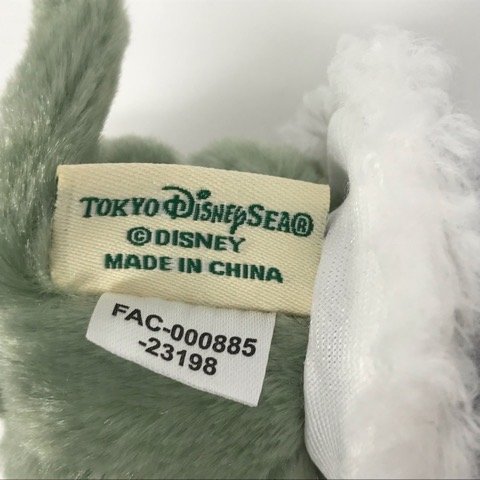 TOKYO DISNEYSEA®
©DISNEY
MADE IN CHINA
FAC-000885
-23198